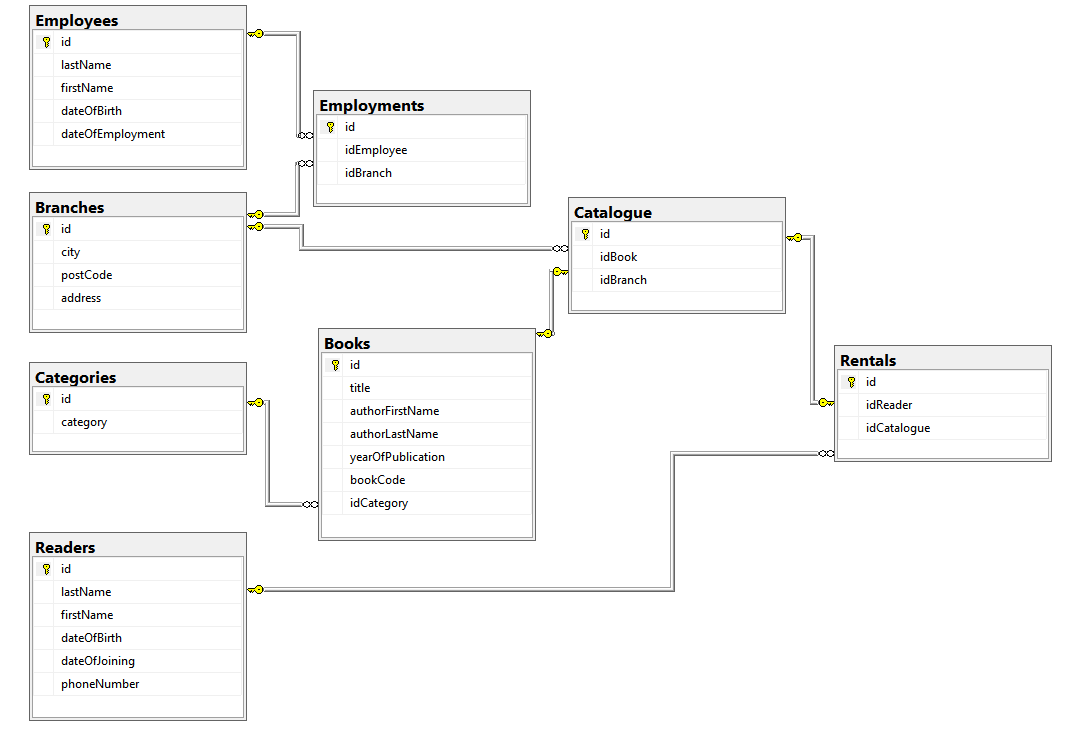 Employees
id
lastName
firstName
dateOfBirth
dateOfEmployment
Employments
id
idEmployee
idBranch
Branches
id
city
postCode
address
Catalogue
id
idBook
idBranch
Books
id
title
authorFirstName
authorLastName
yearOfPublication
bookCode
idCategory
Categories
id
category
Rentals
id
idReader
idCatalogue
Readers
id
lastName
firstName
dateOfBirth
dateOfJoining
phoneNumber